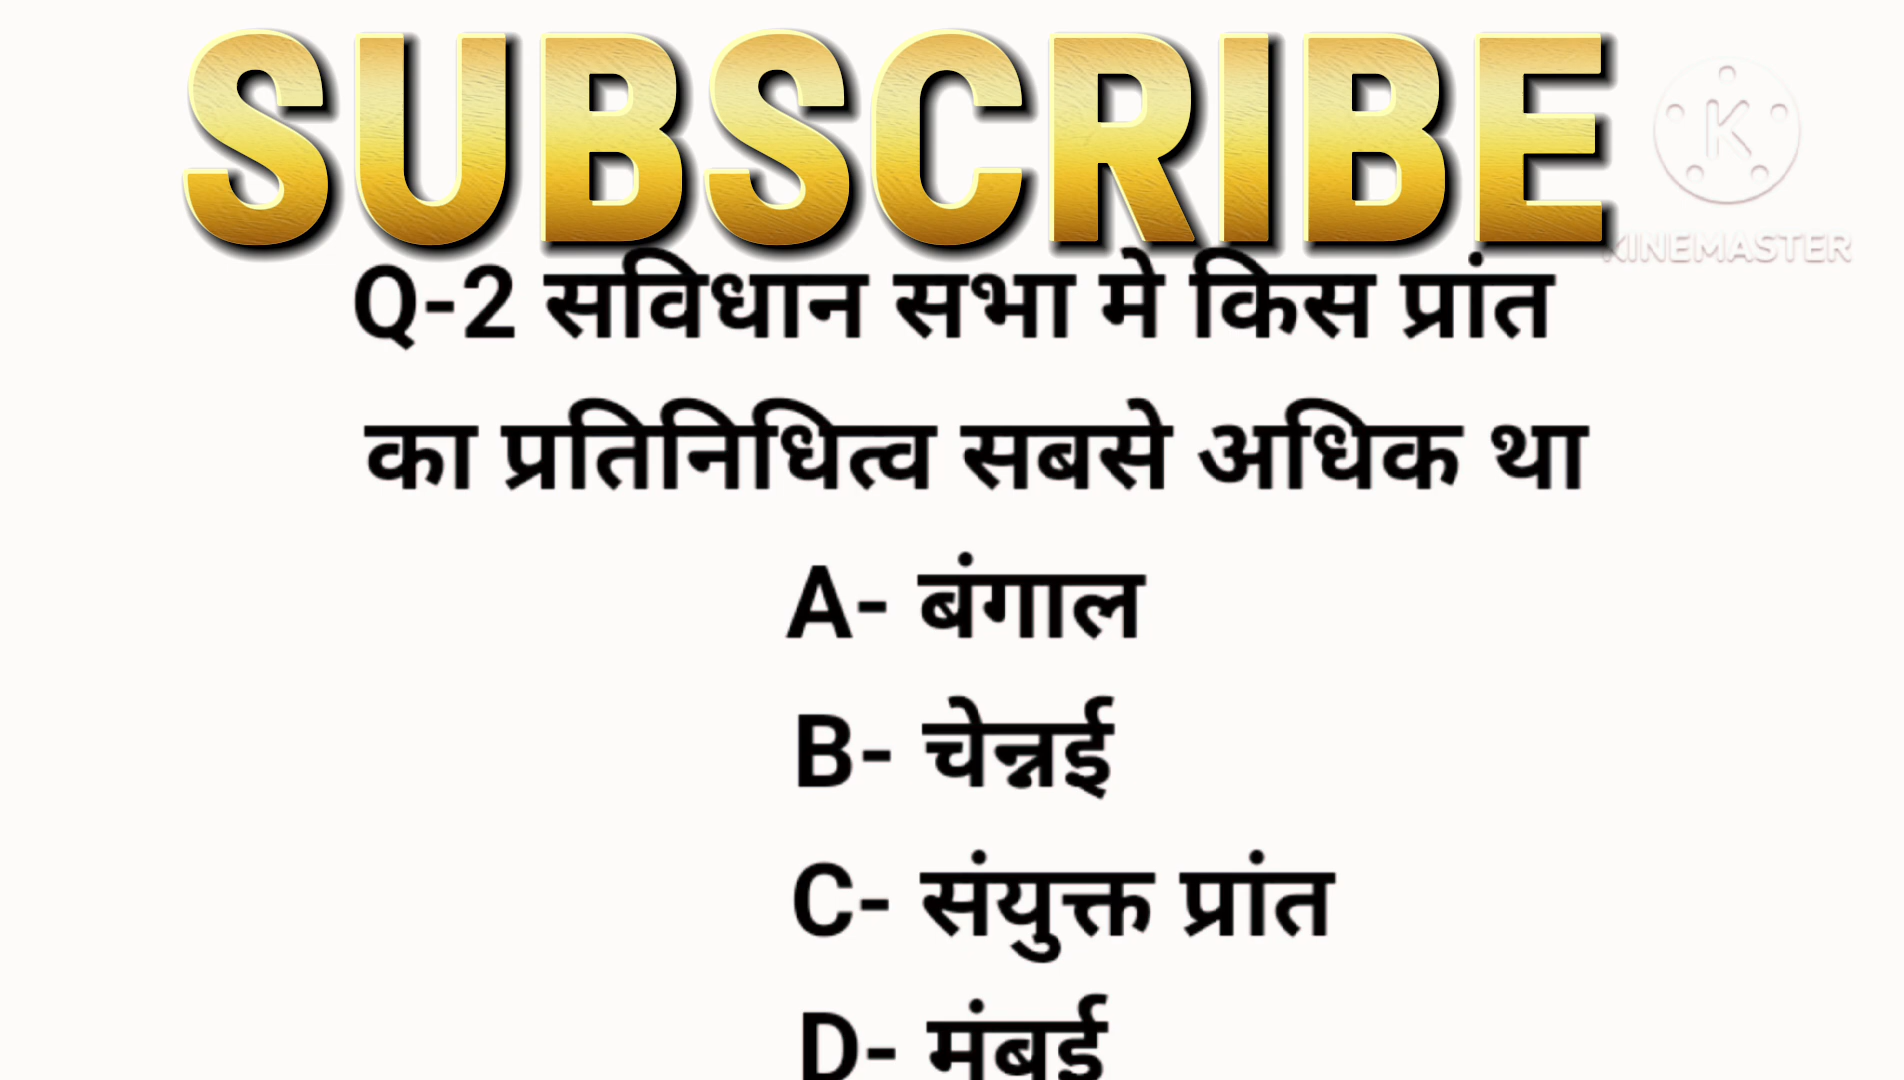 SUBSCRIBE
KINEMASTER
Q-2 सविधान सभा मे किस प्रांत
का प्रतिनिधित्व सबसे अधिक था
A- बंगाल
B- चेन्नई
C- संयुक्त प्रांत
D- मंबई